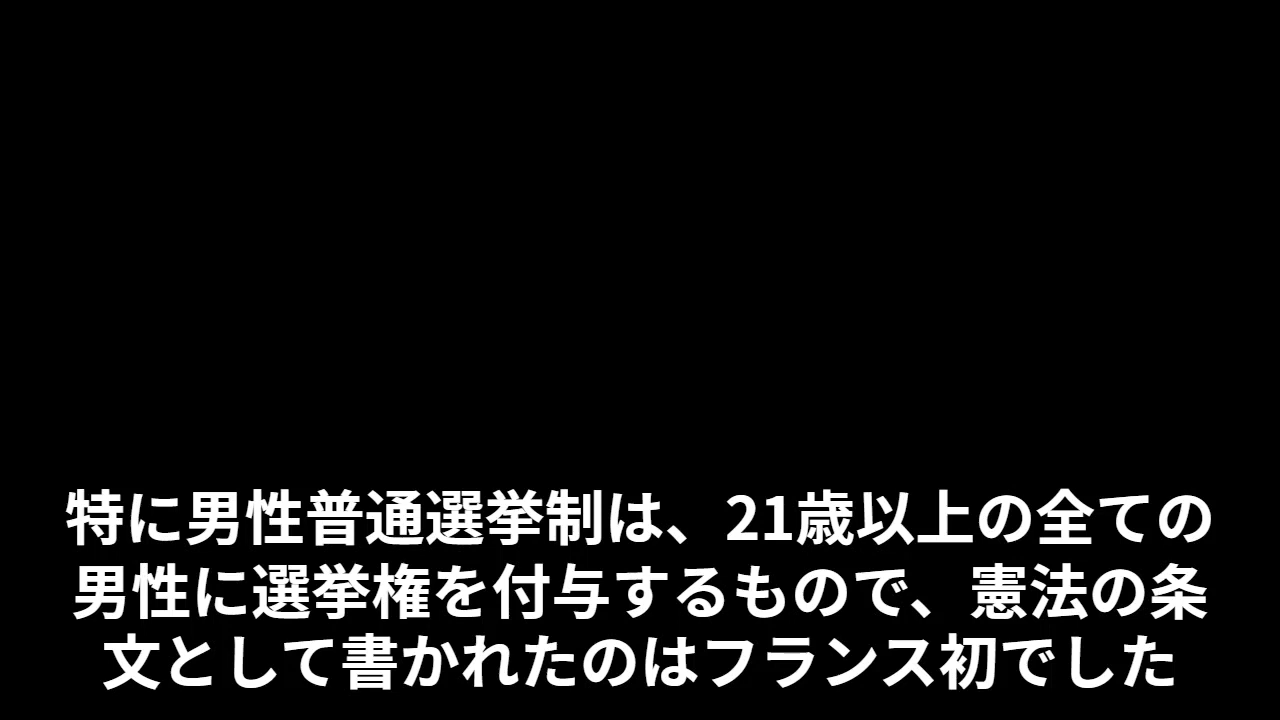 特に男性普通選挙制は、21歳以上の全ての
男性に選挙権を付与するもので、憲法の条
文として書かれたのはフランス初でした